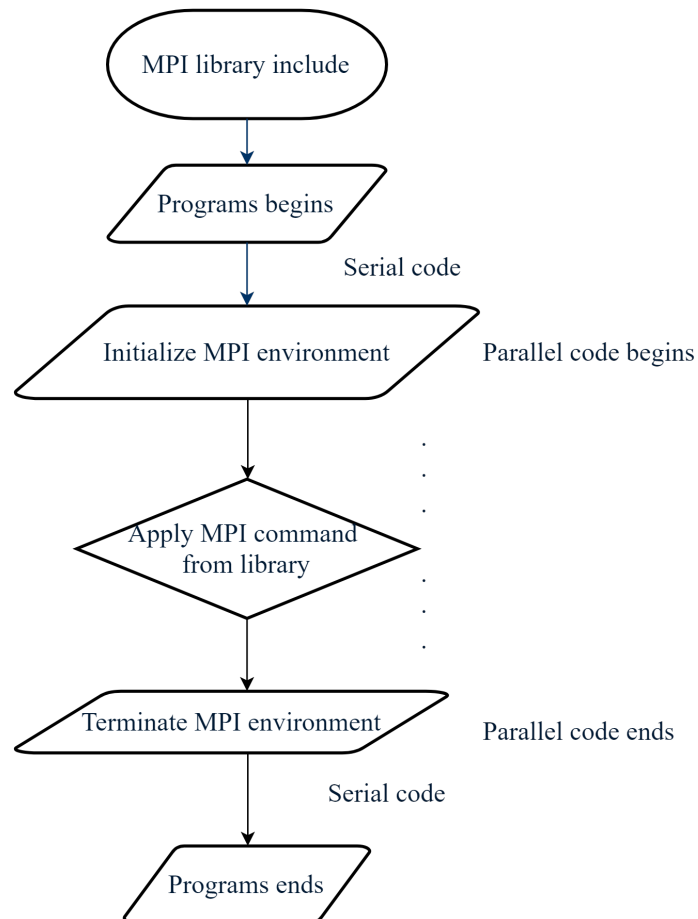 MPI library include
Programs begins
Serial code
Initialize MPI environment
Parallel code begins
Apply MPI command
from library
Terminate MPI environment
Parallel code ends
Serial code
Programs ends